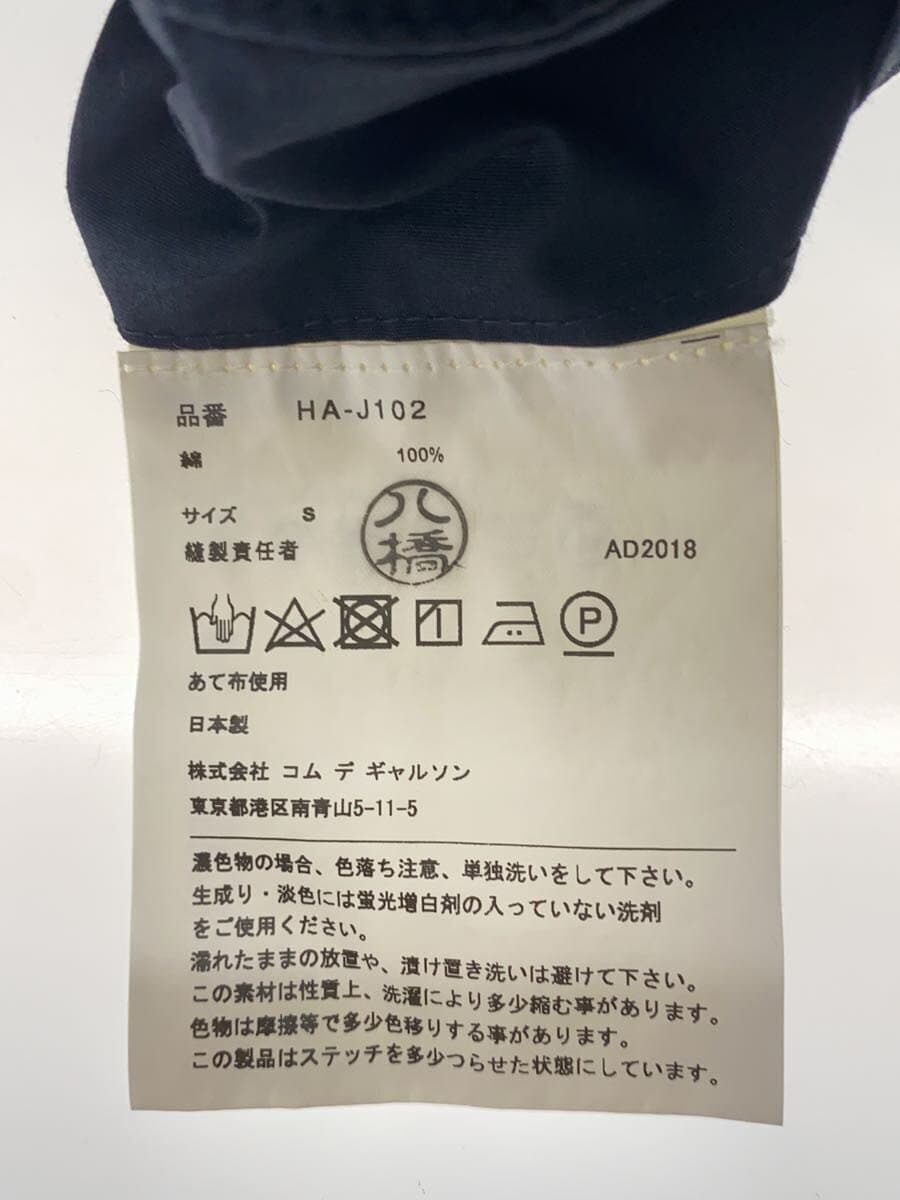 品番 HA-J102
綿 100%
サイズ S
縫製責任者 八橋 AD2018
P
あて布使用
日本製
株式会社 コム デ ギャルソン
東京都港区南青山5-11-5
濃色物の場合、色落ち注意、単独洗いをして下さい。
生成り・淡色には蛍光増白剤の入っていない洗剤
をご使用ください。
濡れたままの放置や、漬け置き洗いは避けて下さい。
この素材は性質上、洗濯により多少縮む事があります。
色物は摩擦等で多少色移りする事があります。
この製品はステッチを多少つらせた状態にしています。